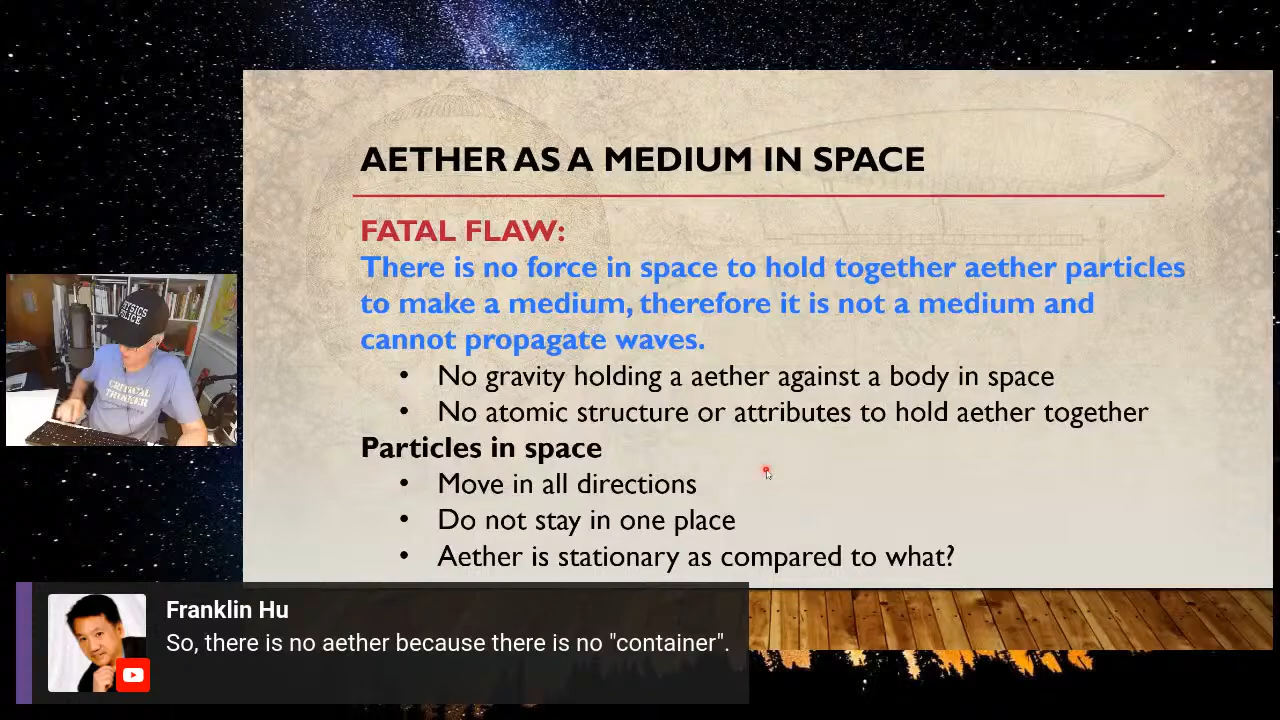 AETHER AS A MEDIUM IN SPACE
FATAL FLAW:
There is no force in space to hold together aether particles
to make a medium, therefore it is not a medium and
cannot propagate waves.
• No gravity holding a aether against a body in space
• No atomic structure or attributes to hold aether together
Particles in space
• Move in all directions
• Do not stay in one place
• Aether is stationary as compared to what?
PHYSICS
POLICE
CRITICAL
THINKER
Franklin Hu
So, there is no aether because there is no "container".